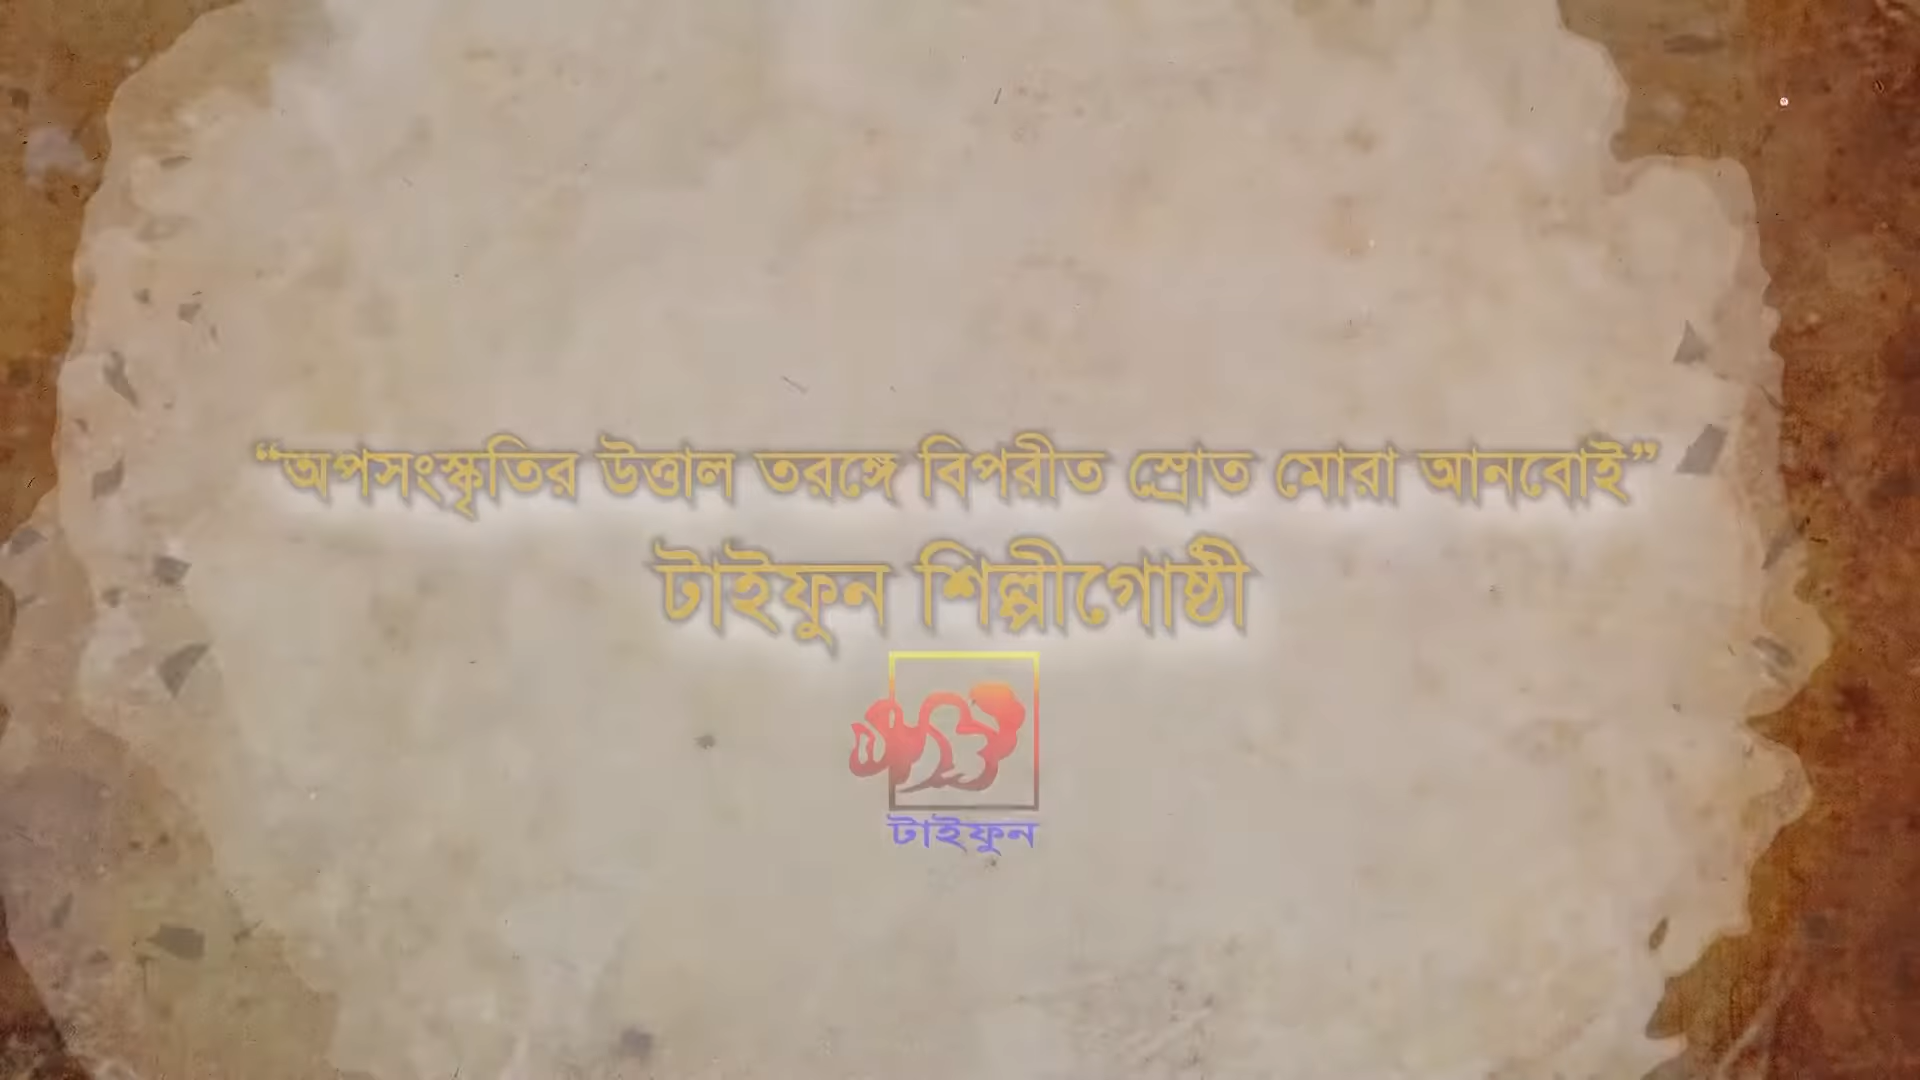 “অপসংস্কৃতির উত্তাল তরঙ্গে বিপরীত স্রোত মোরা আনবোই”
টাইফুন শিল্পীগোষ্ঠী
টাইফুন